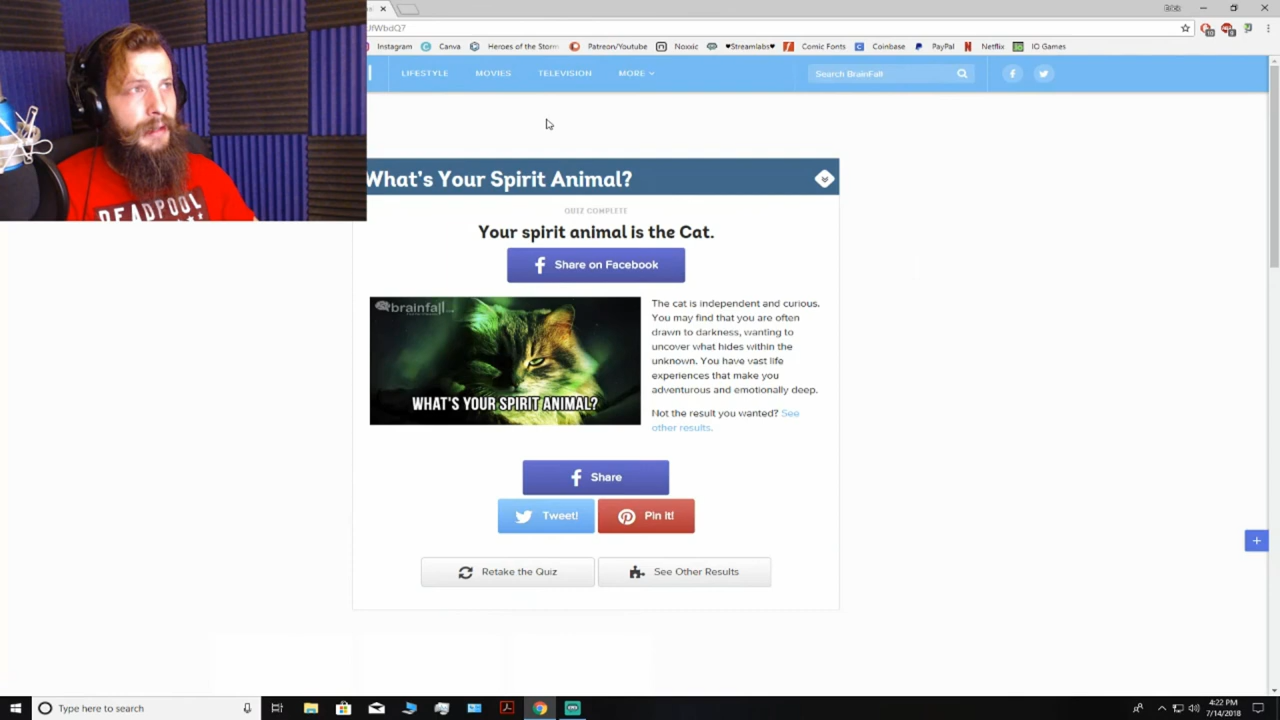 UfWbdQ7
Instagram Canva Heroes of the Storm Patreon/Youtube Noxxic ♥Streamlabs♥ Comic Fonts Coinbase PayPal Netflix IO Games
LIFESTYLE MOVIES TELEVISION MORE Search BrainFall
DEADPOOL
What's Your Spirit Animal?
QUIZ COMPLETE
Your spirit animal is the Cat.
Share on Facebook
brainfall
WHAT'S YOUR SPIRIT ANIMAL?
The cat is independent and curious.
You may find that you are often
drawn to darkness, wanting to
uncover what hides within the
unknown. You have vast life
experiences that make you
adventurous and emotionally deep.
Not the result you wanted? See
other results.
Share
Tweet! Pin It!
Retake the Quiz See Other Results
Type here to search
4:22 PM
7/14/2018